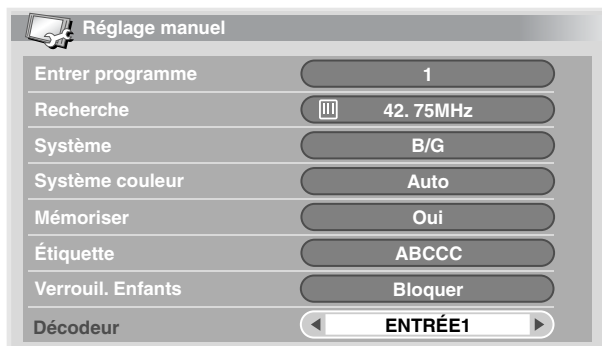 Réglage manuel
Entrer programme 1
Recherche 42. 75MHz
Système B/G
Système couleur Auto
Mémoriser Oui
Étiquette ABCCC
Verrouil. Enfants Bloquer
Décodeur ENTRÉE1